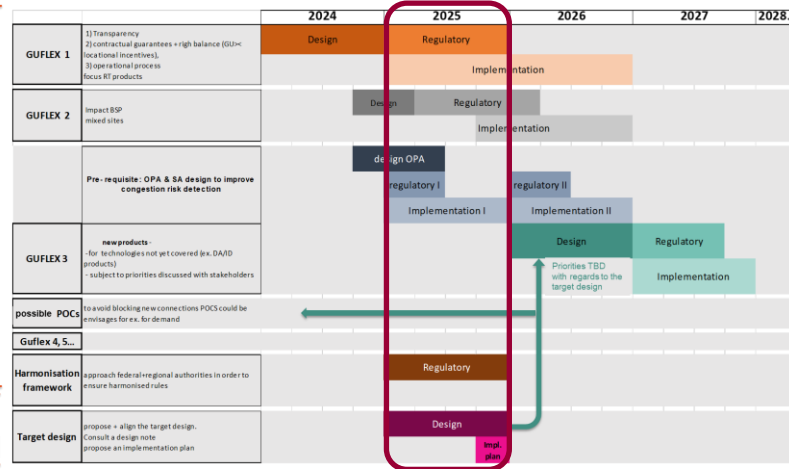 2024 2025 2026 2027 2028..
GUFLEX 1
1) Transparency
2) contractual guarantees + righ balance (GU><
locational incentives),
3) operational process
focus RT products
Design
Regulatory
Implementation
GUFLEX 2
Impact BSP
mixed sites
Design
Regulatory
Implementation
Pre- requisite: OPA & SA design to improve
congestion risk detection
design OPA
regulatory I
regulatory II
Implementation I
Implementation II
GUFLEX 3
new products -
-for technologies not yet covered (ex. DA/ID
products)
- subject to priorities discussed with stakeholders
Design
Regulatory
Priorities TBD
with regards to the
target design
Implementation
possible POCs
to avoid blocking new connections POCS could be
envisages for ex. for demand
Guflex 4, 5...
Harmonisation
framework
approach federal+regional authorities in order to
ensure harmonised rules
Regulatory
Target design
propose + align the target design.
Consult a design note
propose an implementation plan
Design
Impl.
plan